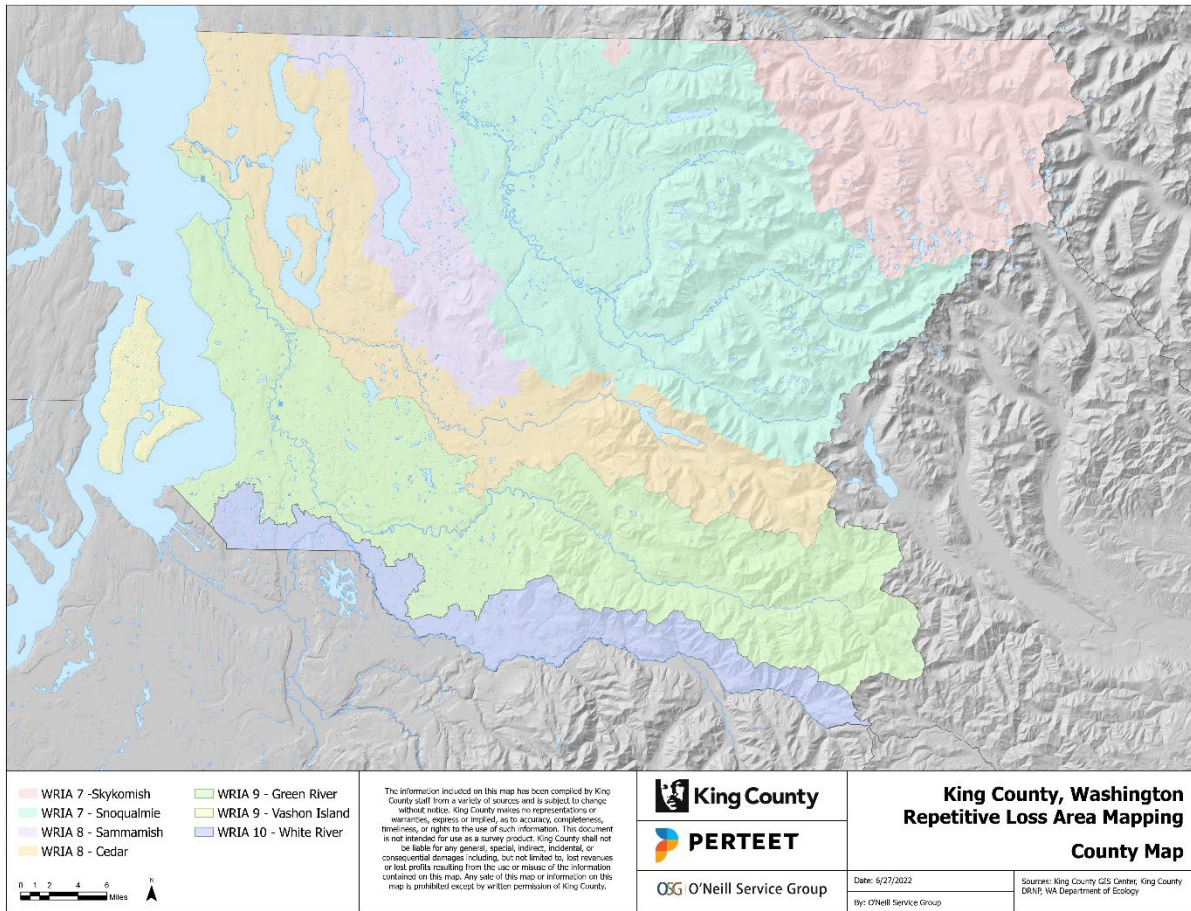 WRIA 7 -Skykomish
WRIA 7 - Snoqualmie
WRIA 8 - Sammamish
WRIA 8 - Cedar
WRIA 9 - Green River
WRIA 9 - Vashon Island
WRIA 10 - White River
0 1 2 4 6
Miles
N
The information included on this map has been compiled by King
County staff from a variety of sources and is subject to change
without notice. King County makes no representations or
warranties, express or implied, as to accuracy, completeness,
timeliness, or rights to the use of such information. This document
is not intended for use as a survey product. King County shall not
be liable for any general, special, indirect, incidental, or
consequential damages including, but not limited to, lost revenues
or lost profits resulting from the use or misuse of the information
contained on this map. Any sale of this map or information on this
map is prohibited except by written permission of King County.
King County
PERTEET
OSG O'Neill Service Group
King County, Washington
Repetitive Loss Area Mapping
County Map
Date: 6/27/2022
By: O'Neill Service Group
Sources: King County GIS Center, King County
DRNP, WA Department of Ecology